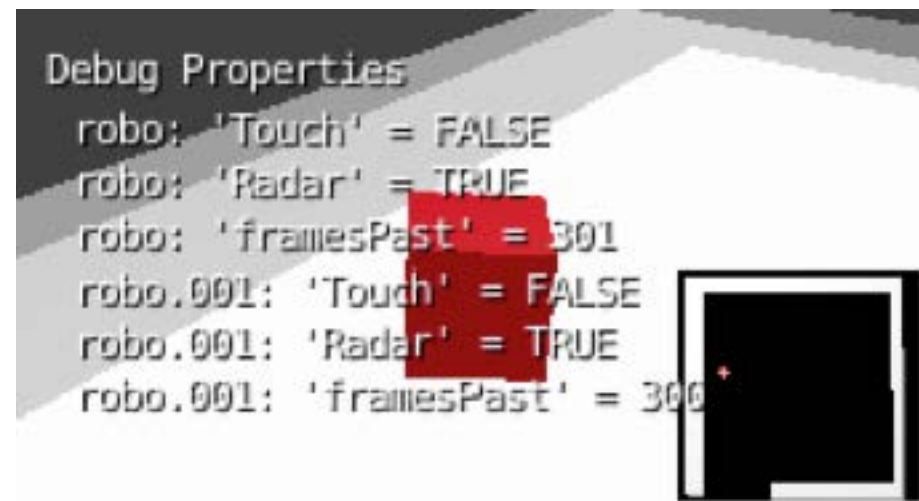 Debug Properties
robo: 'Touch' = FALSE
robo: 'Radar' = TRUE
robo: 'framesPast' = 301
robo.001: 'Touch' = FALSE
robo.001: 'Radar' = TRUE
robo.001: 'framesPast' = 300